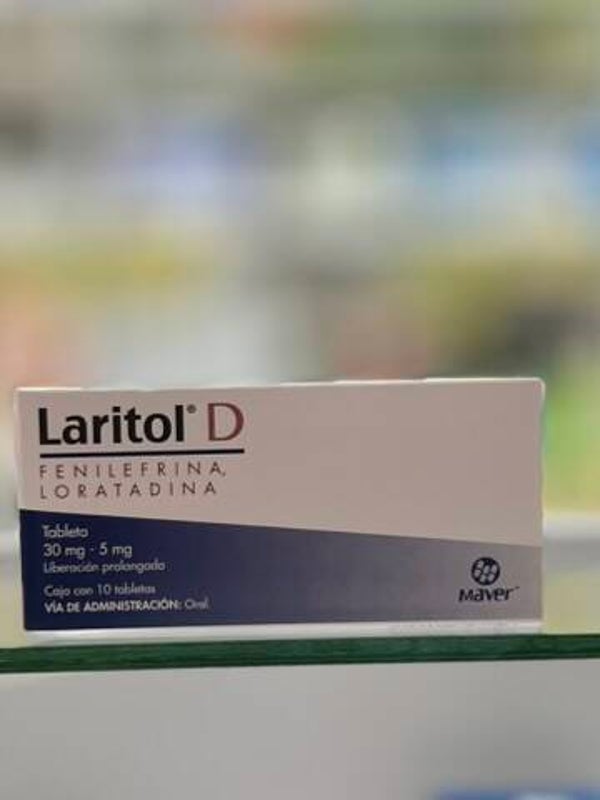 Laritol® D
FENILEFRINA,
LORATADINA
Tableta
30 mg - 5 mg
Liberación prolongada
Caja con 10 tabletas
VÍA DE ADMINISTRACIÓN: Oral
Maver